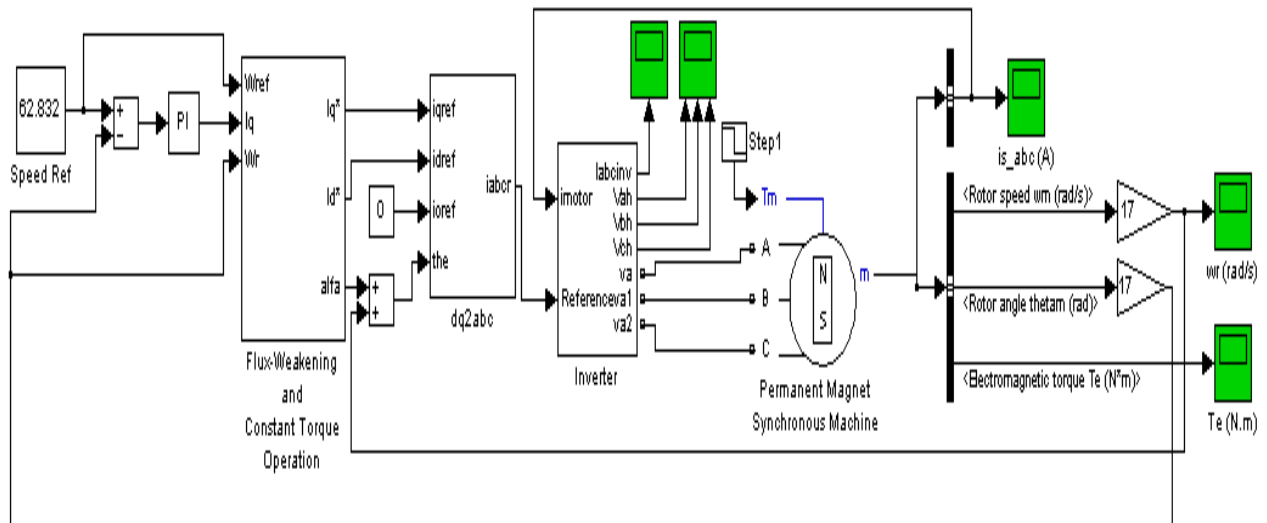 62.832
Speed Ref
+
−
PI
Wref
Iq
Wr
Iq*
Id*
alfa
Flux-Weakening
and
Constant Torque
Operation
0
+
+
iqref
idref
ioref
the
iabcr
dq2abc
imotor
Reference
Iabcinv
Vah
Vbh
Vch
va
va1
va2
Inverter
Step1
Tm
A
B
C
N
S
m
Permanent Magnet
Synchronous Machine
is_abc (A)
<Rotor speed wm (rad/s)>
17
wr (rad/s)
<Rotor angle thetam (rad)>
17
<Electromagnetic torque Te (N*m)>
Te (N.m)